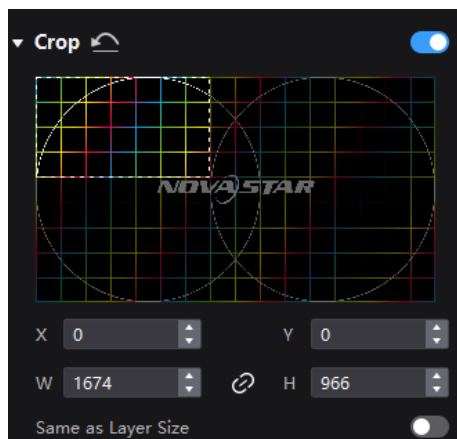 Crop
NOVASTAR
X 0 Y 0
W 1674 H 966
Same as Layer Size